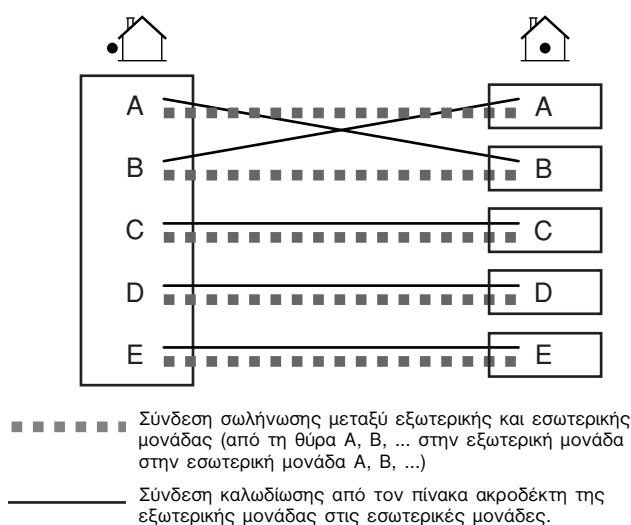 A A
B B
C C
D D
E E
Σύνδεση σωλήνωσης μεταξύ εξωτερικής και εσωτερικής
μονάδας (από τη θύρα A, B, ... στην εξωτερική μονάδα
στην εσωτερική μονάδα A, B, ...)
Σύνδεση καλωδίωσης από τον πίνακα ακροδέκτη της
εξωτερικής μονάδας στις εσωτερικές μονάδες.